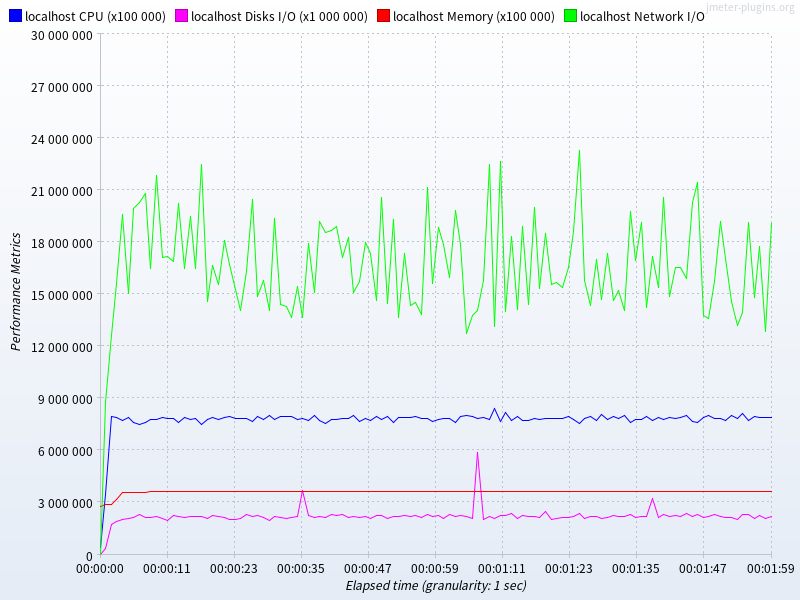 jmeter-plugins.org
localhost CPU (x100 000) localhost Disks I/O (x1 000 000) localhost Memory (x100 000) localhost Network I/O
30 000 000
27 000 000
24 000 000
21 000 000
18 000 000
15 000 000
12 000 000
9 000 000
6 000 000
3 000 000
0
Performance Metrics
00:00:00 00:00:11 00:00:23 00:00:35 00:00:47 00:00:59 00:01:11 00:01:23 00:01:35 00:01:47 00:01:59
Elapsed time (granularity: 1 sec)